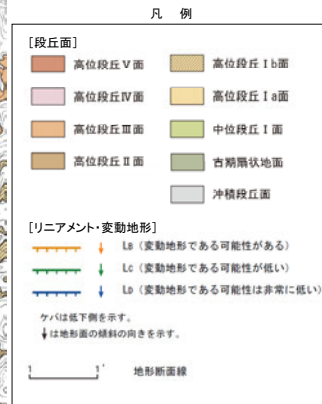 凡 例
[段丘面]
高位段丘Ⅴ面 高位段丘Ⅰb面
高位段丘Ⅳ面 高位段丘Ⅰa面
高位段丘Ⅲ面 中位段丘Ⅰ面
高位段丘Ⅱ面 古期扇状地面
沖積段丘面
[リニアメント・変動地形]
LB (変動地形である可能性がある)
LC (変動地形である可能性が低い)
LD (変動地形である可能性は非常に低い)
ケバは低下側を示す。
↓は地形面の傾斜の向きを示す。
1 1' 地形断面線